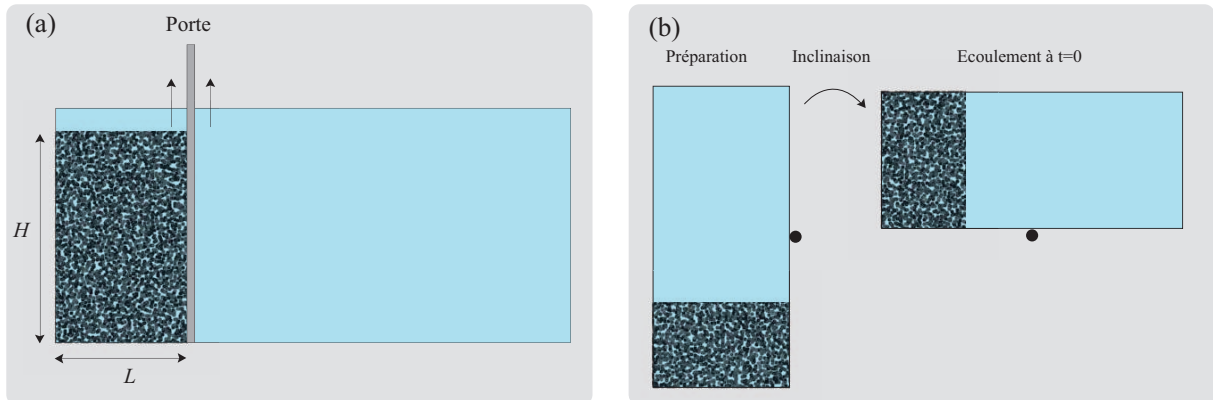 (a)
Porte
H
L
(b)
Préparation
Inclinaison
Ecoulement à t=0